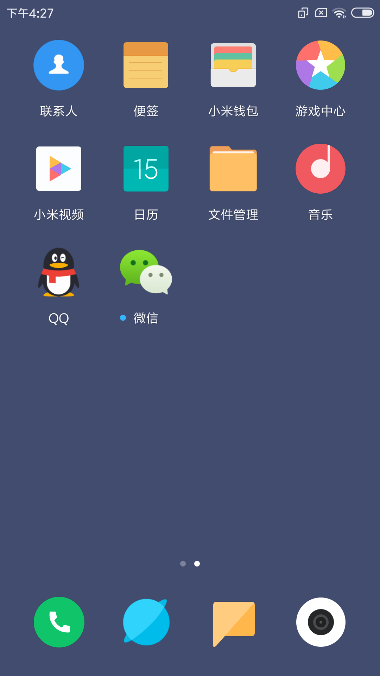 下午4:27
联系人
便签
小米钱包
游戏中心
小米视频
15
日历
文件管理
音乐
QQ
微信